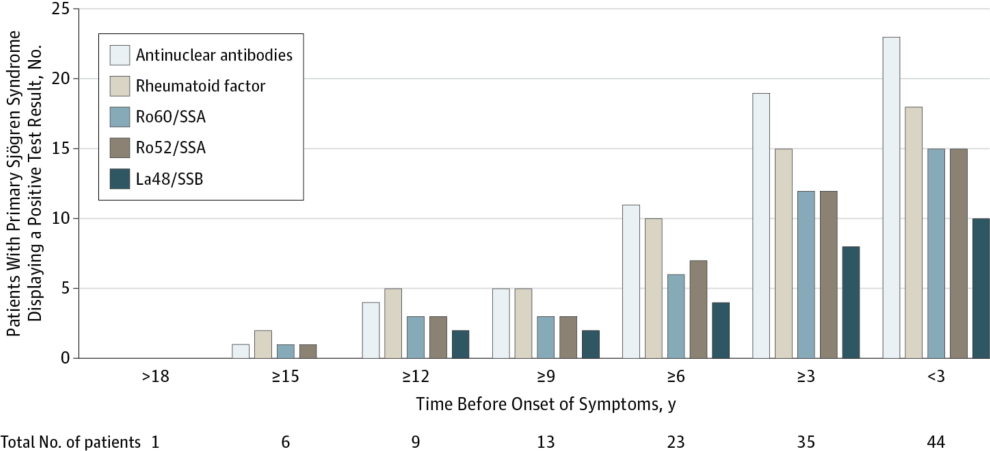 Patients With Primary Sjögren Syndrome
Displaying a Positive Test Result, No.
25
20
15
10
5
0
Antinuclear antibodies
Rheumatoid factor
Ro60/SSA
Ro52/SSA
La48/SSB
>18 ≥15 ≥12 ≥9 ≥6 ≥3 <3
Time Before Onset of Symptoms, y
Total No. of patients 1 6 9 13 23 35 44